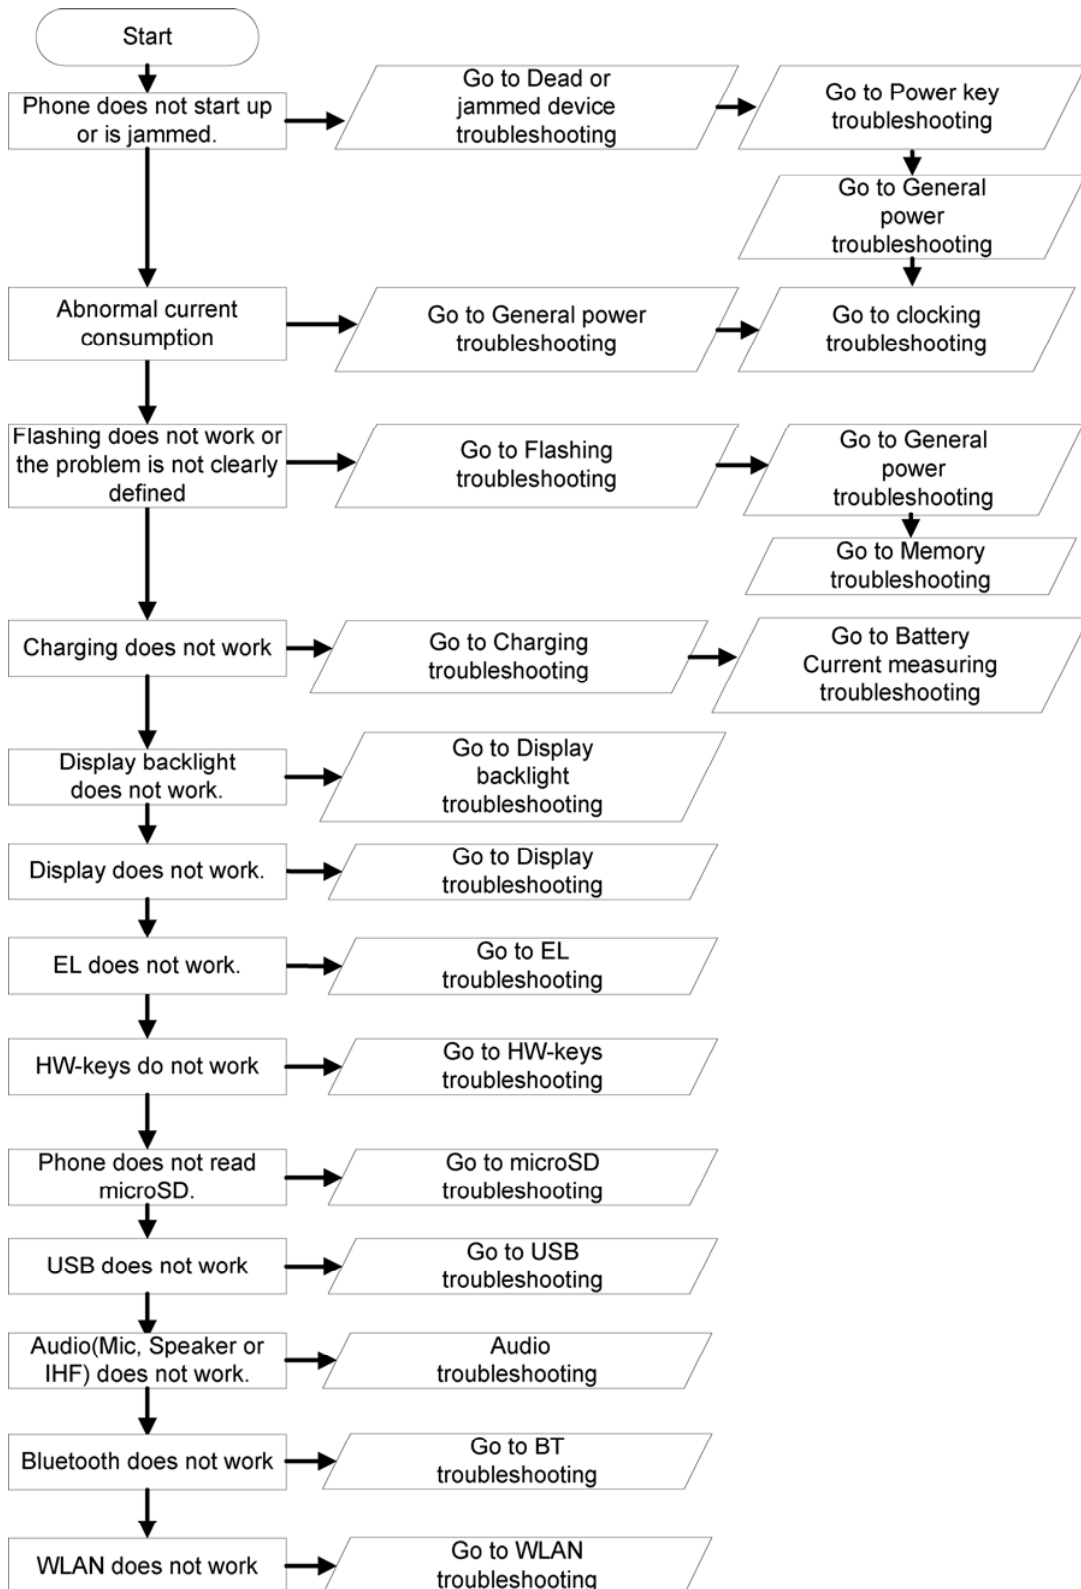 Start
Phone does not start up
or is jammed.
Go to Dead or
jammed device
troubleshooting
Go to Power key
troubleshooting
Go to General
power
troubleshooting
Abnormal current
consumption
Go to General power
troubleshooting
Go to clocking
troubleshooting
Flashing does not work or
the problem is not clearly
defined
Go to Flashing
troubleshooting
Go to General
power
troubleshooting
Go to Memory
troubleshooting
Charging does not work
Go to Charging
troubleshooting
Go to Battery
Current measuring
troubleshooting
Display backlight
does not work.
Go to Display
backlight
troubleshooting
Display does not work.
Go to Display
troubleshooting
EL does not work.
Go to EL
troubleshooting
HW-keys do not work
Go to HW-keys
troubleshooting
Phone does not read
microSD.
Go to microSD
troubleshooting
USB does not work
Go to USB
troubleshooting
Audio(Mic, Speaker or
IHF) does not work.
Audio
troubleshooting
Bluetooth does not work
Go to BT
troubleshooting
WLAN does not work
Go to WLAN
troubleshooting